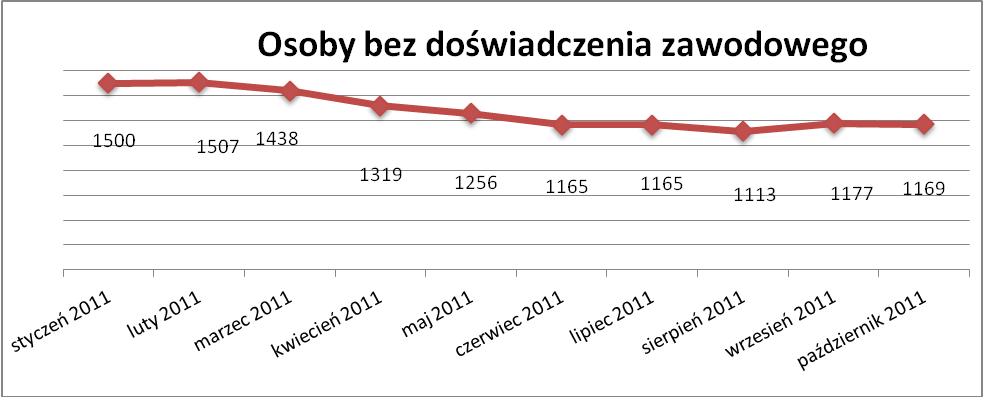 Osoby bez doświadczenia zawodowego
1500
1507
1438
1319
1256
1165
1165
1113
1177
1169
styczeń 2011
luty 2011
marzec 2011
kwiecień 2011
maj 2011
czerwiec 2011
lipiec 2011
sierpień 2011
wrzesień 2011
październik 2011